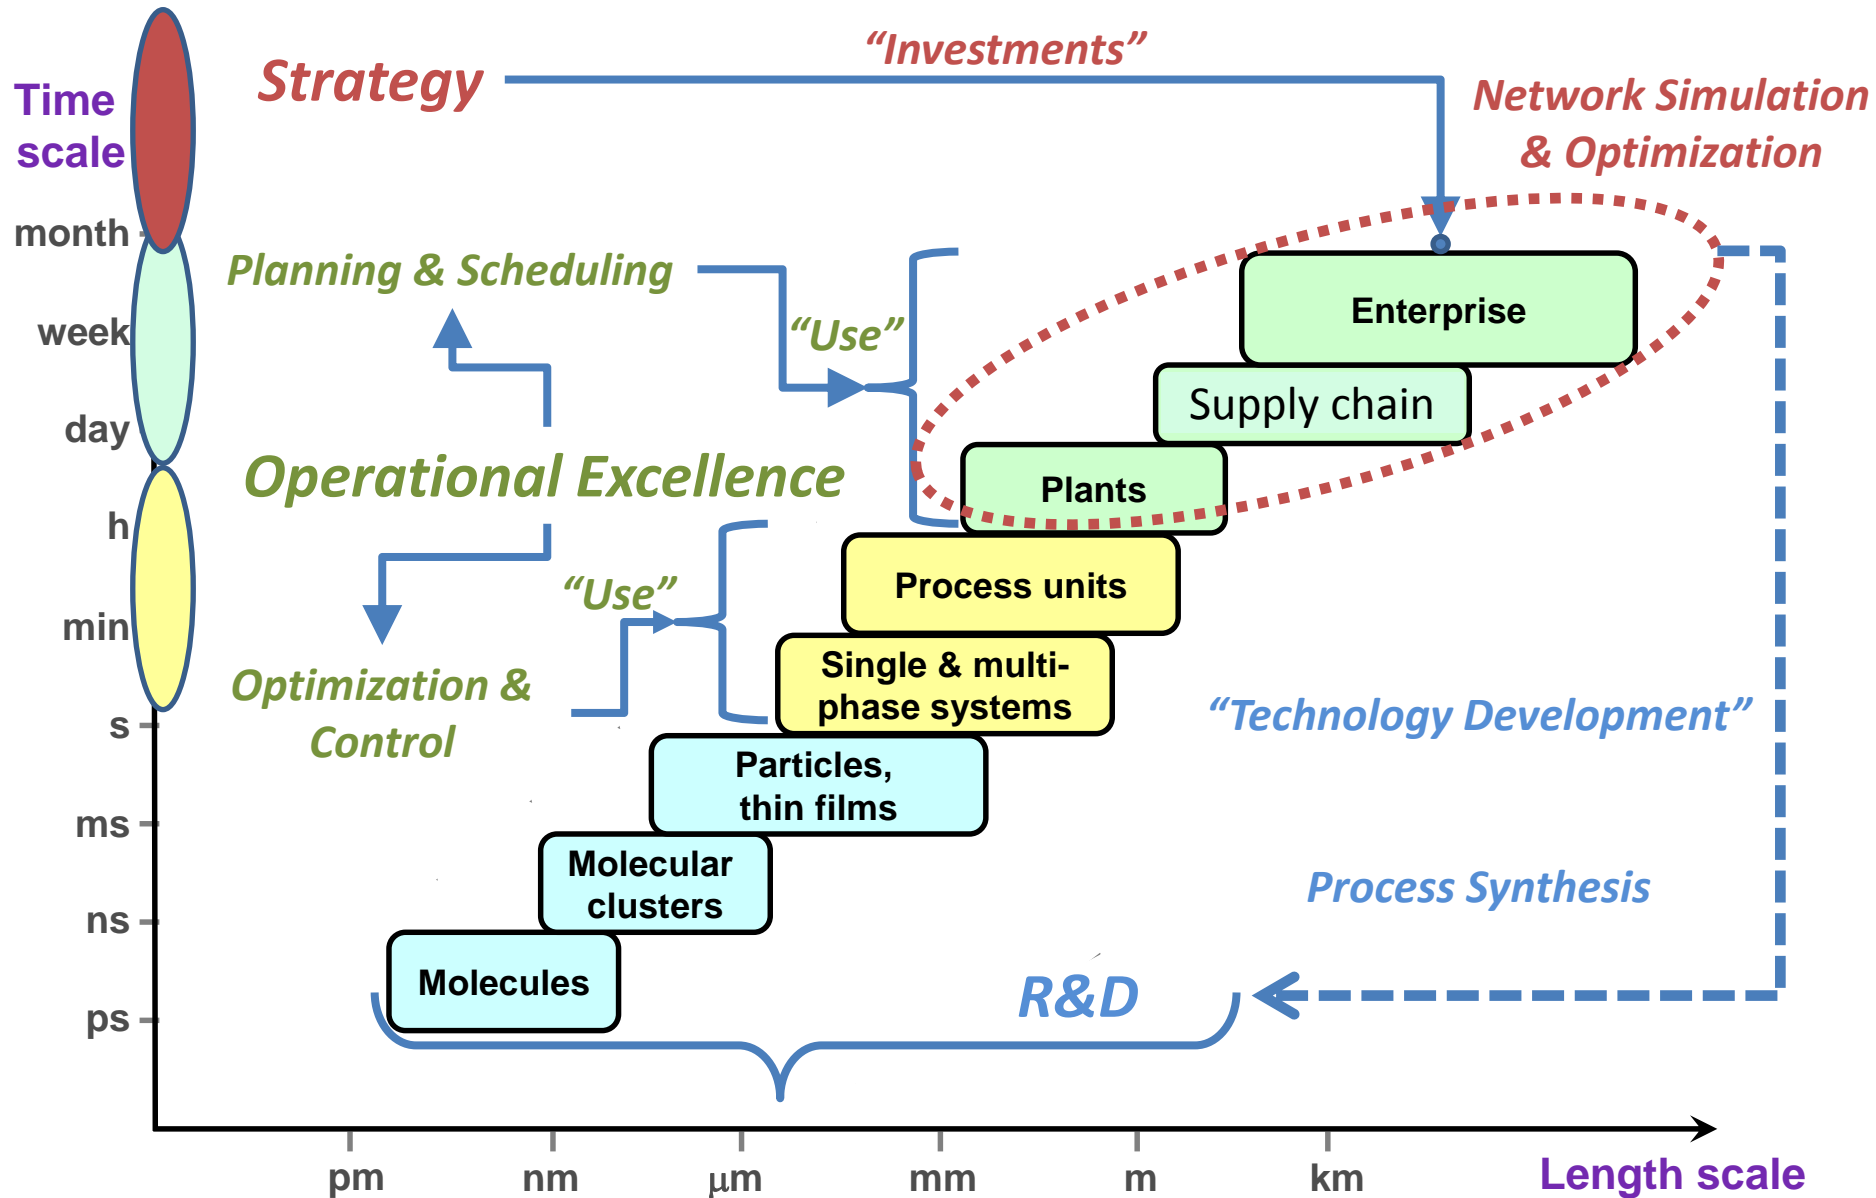 “Investments”
Strategy
Time
scale
Network Simulation
& Optimization
month
Planning & Scheduling
Enterprise
week
“Use”
Supply chain
day
Operational Excellence
Plants
h
“Use”
Process units
min
Single & multi-
phase systems
Optimization &
Control
“Technology Development”
s
Particles,
thin films
ms
Molecular
clusters
Process Synthesis
ns
Molecules
R&D
ps
pm
nm
μm
mm
m
km
Length scale